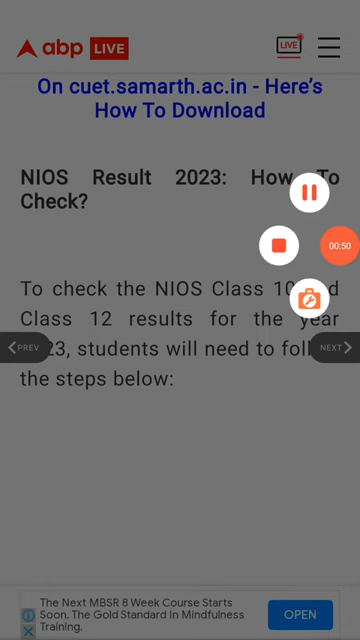 abp LIVE
LIVE
On cuet.samarth.ac.in - Here's
How To Download
NIOS Result 2023: How To
Check?
00:50
To check the NIOS Class 10
Class 12 results for the year
PREV
23, students will need to
NEXT
the steps below:
The Next MBSR 8 Week Course Starts
Soon. The Gold Standard In Mindfulness
Training.
OPEN